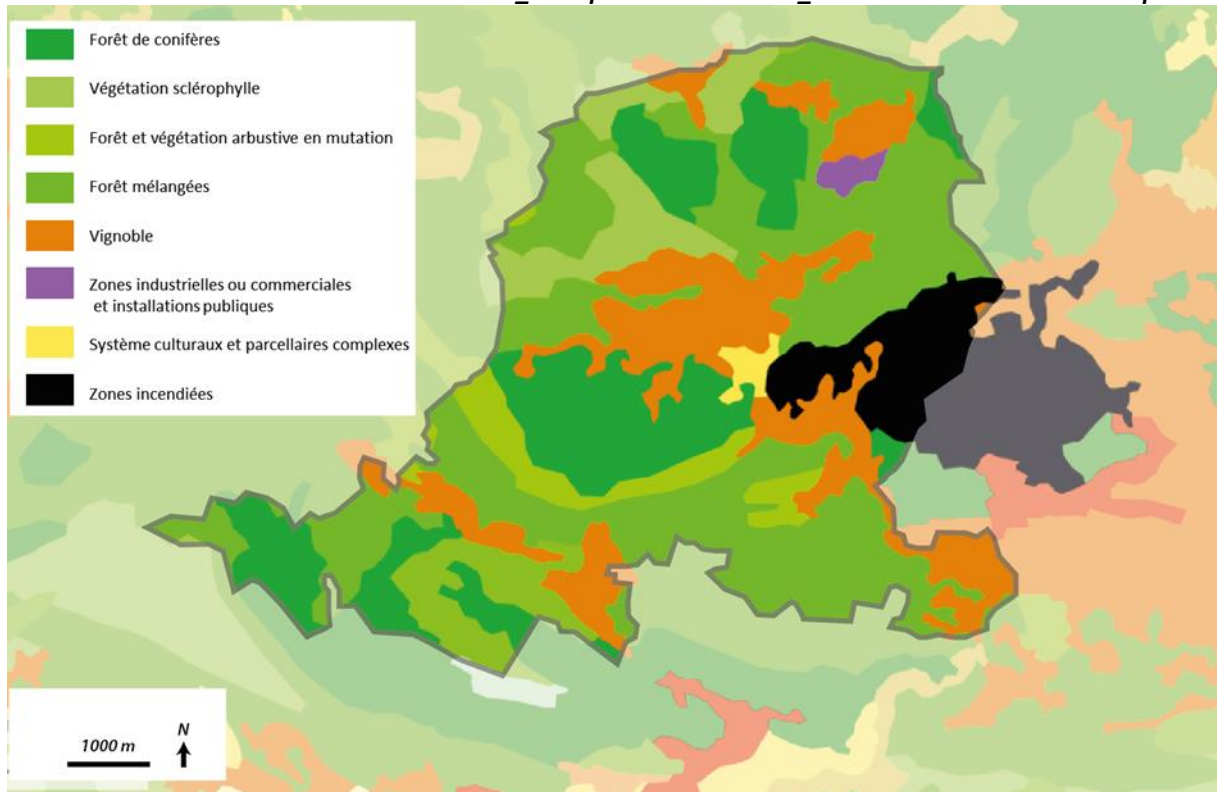 Forêt de conifères
Végétation sclérophylle
Forêt et végétation arbustive en mutation
Forêt mélangées
Vignoble
Zones industrielles ou commerciales
et installations publiques
Système culturaux et parcellaires complexes
Zones incendiées
1000 m
N